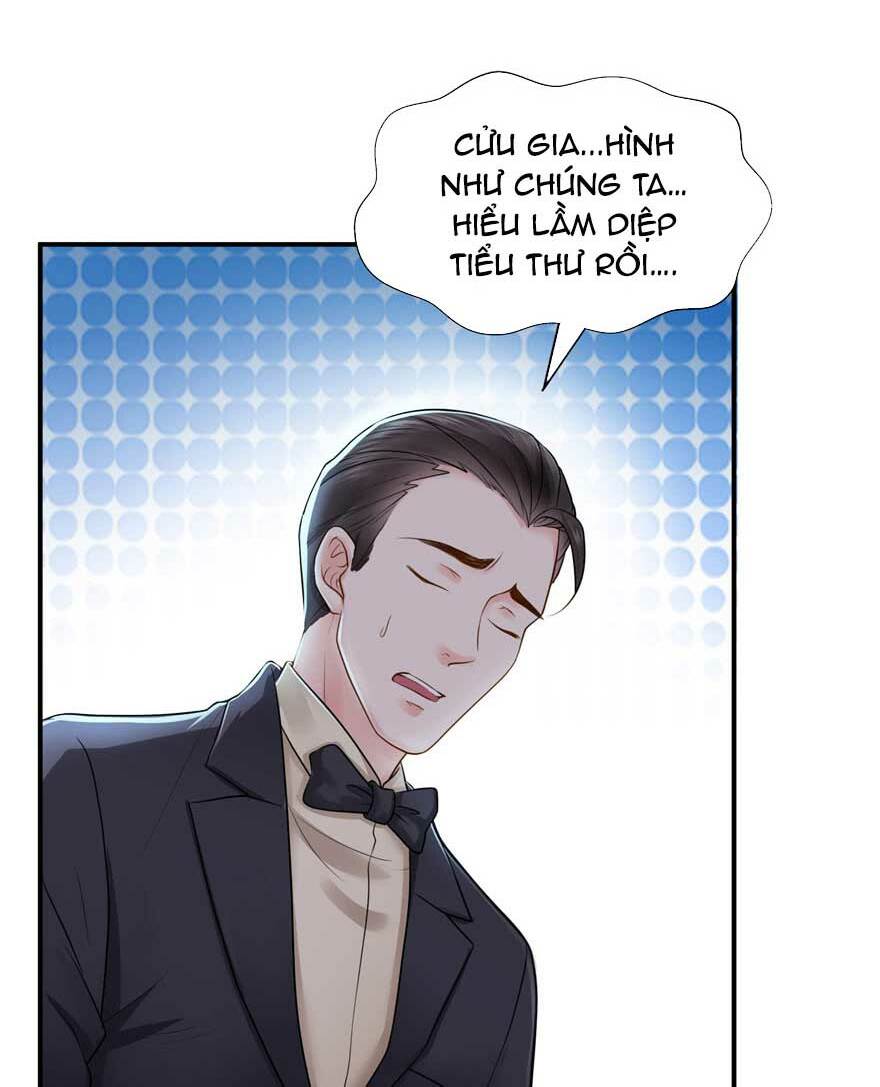 CỬU GIA...HÌNH
NHƯ CHÚNG TA...
HIỂU LẦM DIỆP
TIỂU THƯ RỒI....